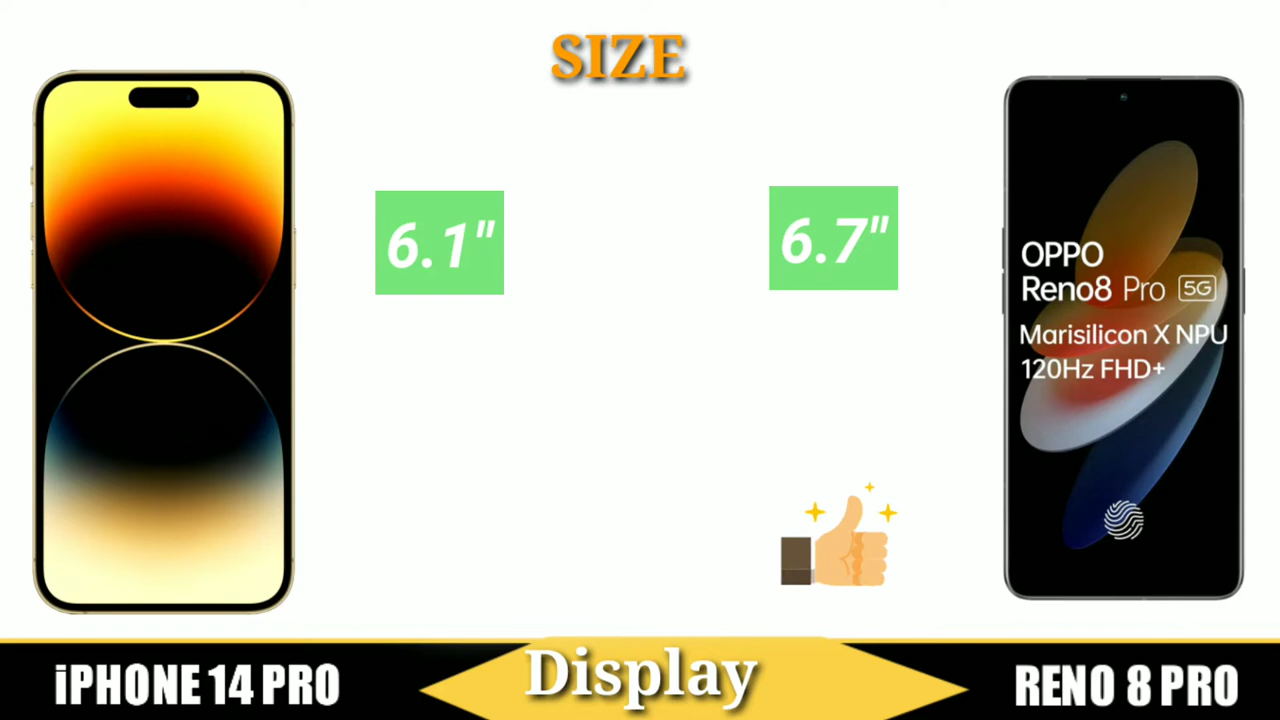 SIZE
6.1"
6.7"
OPPO
Reno8 Pro 5G
Marisilicon X NPU
120Hz FHD+
iPHONE 14 PRO
Display
RENO 8 PRO